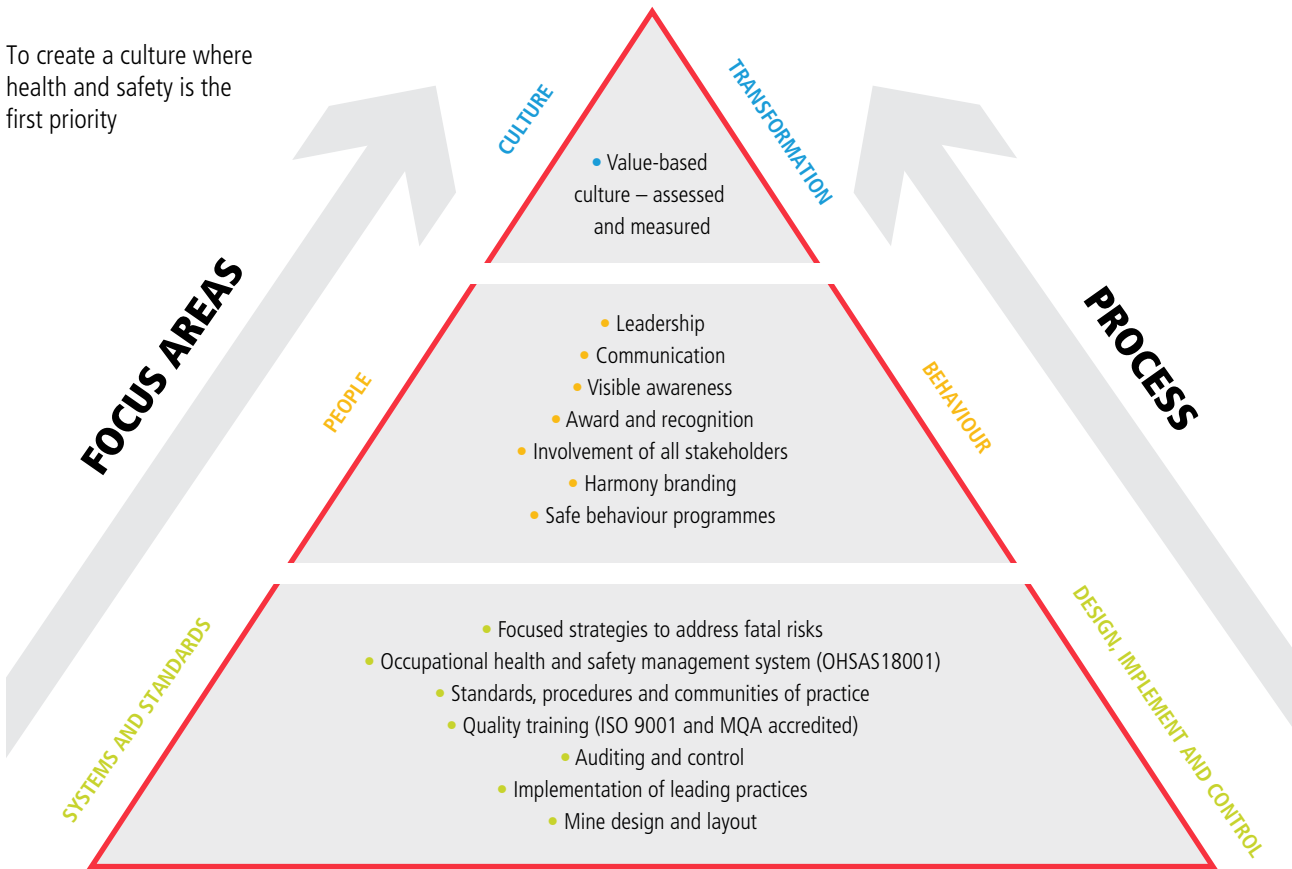 To create a culture where
health and safety is the
first priority
FOCUS AREAS
PROCESS
CULTURE
TRANSFORMATION
• Value-based
culture – assessed
and measured
PEOPLE
BEHAVIOUR
• Leadership
• Communication
• Visible awareness
• Award and recognition
• Involvement of all stakeholders
• Harmony branding
• Safe behaviour programmes
SYSTEMS AND STANDARDS
DESIGN, IMPLEMENT AND CONTROL
• Focused strategies to address fatal risks
• Occupational health and safety management system (OHSAS18001)
• Standards, procedures and communities of practice
• Quality training (ISO 9001 and MQA accredited)
• Auditing and control
• Implementation of leading practices
• Mine design and layout